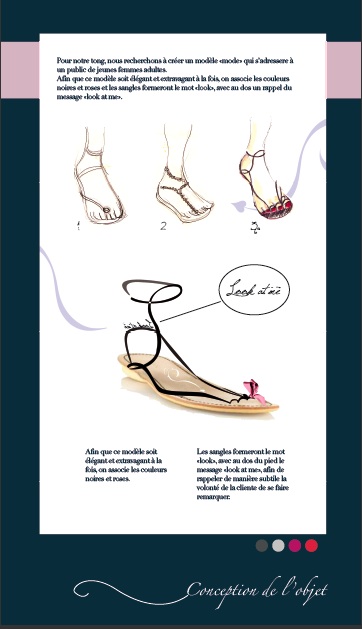 Pour notre tong, nous recherchons à créer un modèle «mode» qui s'adressere à
un public de jeunes femmes adultes.
Afin que ce modèle soit élégant et extravagant à la foia, on associe les couleurs
noires et roses et les sangles formeront le mot «look», avec au dos un rappel du
message «look at me».
1
2
3
Look at me
Afin que ce modèle soit
élégant et extravagant à la
foia, on associe les couleurs
noires et roses.
Les sangles formeront le mot
«look», avec au dos du pied le
message «look at me», afin de
rappeler de manière subtile la
volonté de la cliente de se faire
remarquer.
Conception de l'objet